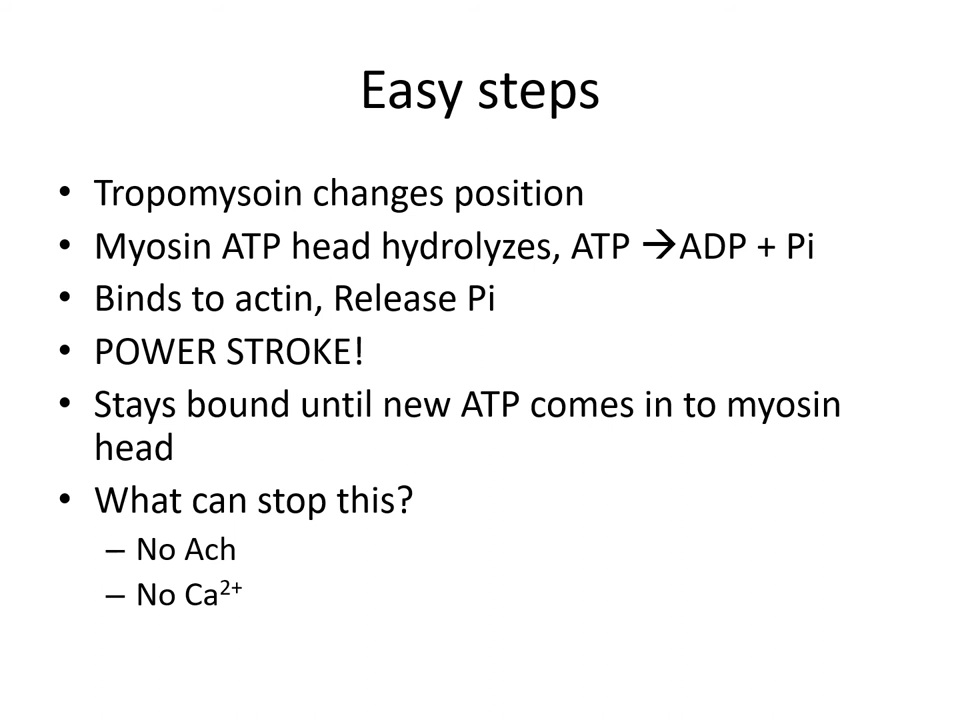 Easy steps
• Tropomysoin changes position
• Myosin ATP head hydrolyzes, ATP →ADP + Pi
• Binds to actin, Release Pi
• POWER STROKE!
• Stays bound until new ATP comes in to myosin
head
• What can stop this?
– No Ach
– No Ca²⁺